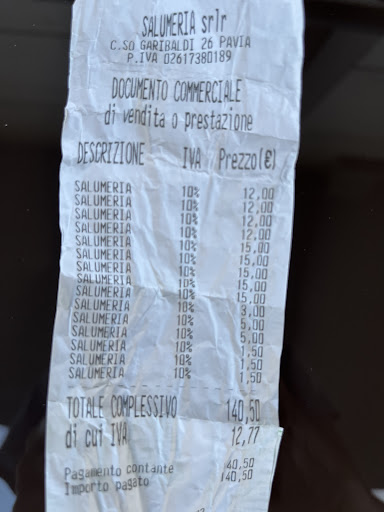 SALUMERIA srlr
C.SO GARIBALDI 26 PAVIA
P.IVA 02617380189
DOCUMENTO COMMERCIALE
di vendita o prestazione
DESCRIZIONE IVA Prezzo(€)
SALUMERIA 10% 12,00
SALUMERIA 10% 12,00
SALUMERIA 10% 12,00
SALUMERIA 10% 12,00
SALUMERIA 10% 15,00
SALUMERIA 10% 15,00
SALUMERIA 10% 15,00
SALUMERIA 10% 15,00
SALUMERIA 10% 15,00
SALUMERIA 10% 3,00
SALUMERIA 10% 5,00
SALUMERIA 10% 5,00
SALUMERIA 10% 1,50
SALUMERIA 10% 1,50
SALUMERIA 10% 1,50
TOTALE COMPLESSIVO 140,50
di cui IVA 12,77
Pagamento contante 40,50
Importo pagato 140,50